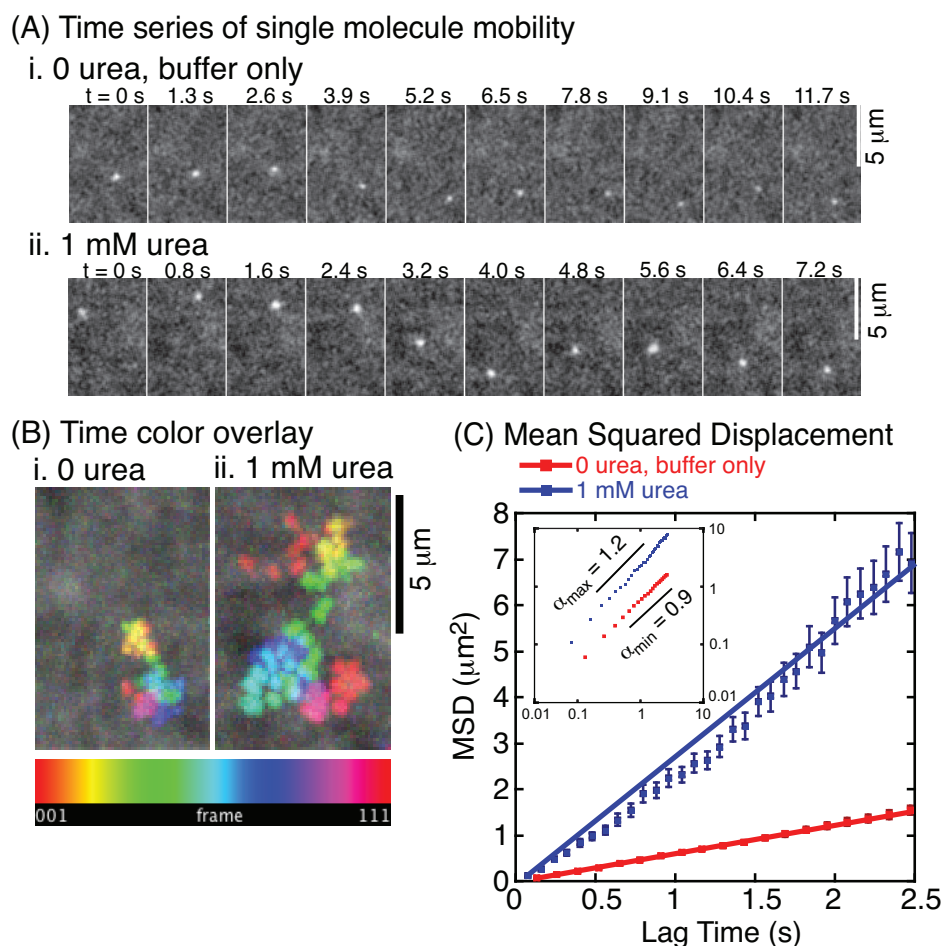 (A) Time series of single molecule mobility
i. 0 urea, buffer only
t = 0 s 1.3 s 2.6 s 3.9 s 5.2 s 6.5 s 7.8 s 9.1 s 10.4 s 11.7 s
5 μm
ii. 1 mM urea
t = 0 s 0.8 s 1.6 s 2.4 s 3.2 s 4.0 s 4.8 s 5.6 s 6.4 s 7.2 s
5 μm
(B) Time color overlay
i. 0 urea ii. 1 mM urea
5 μm
001 frame 111
(C) Mean Squared Displacement
0 urea, buffer only
1 mM urea
MSD (μm²)
8
7
6
5
4
3
2
1
0
0 0.5 1 1.5 2 2.5
Lag Time (s)
αmax = 1.2
αmin = 0.9
10
1
0.1
0.01
0.01 0.1 1 10